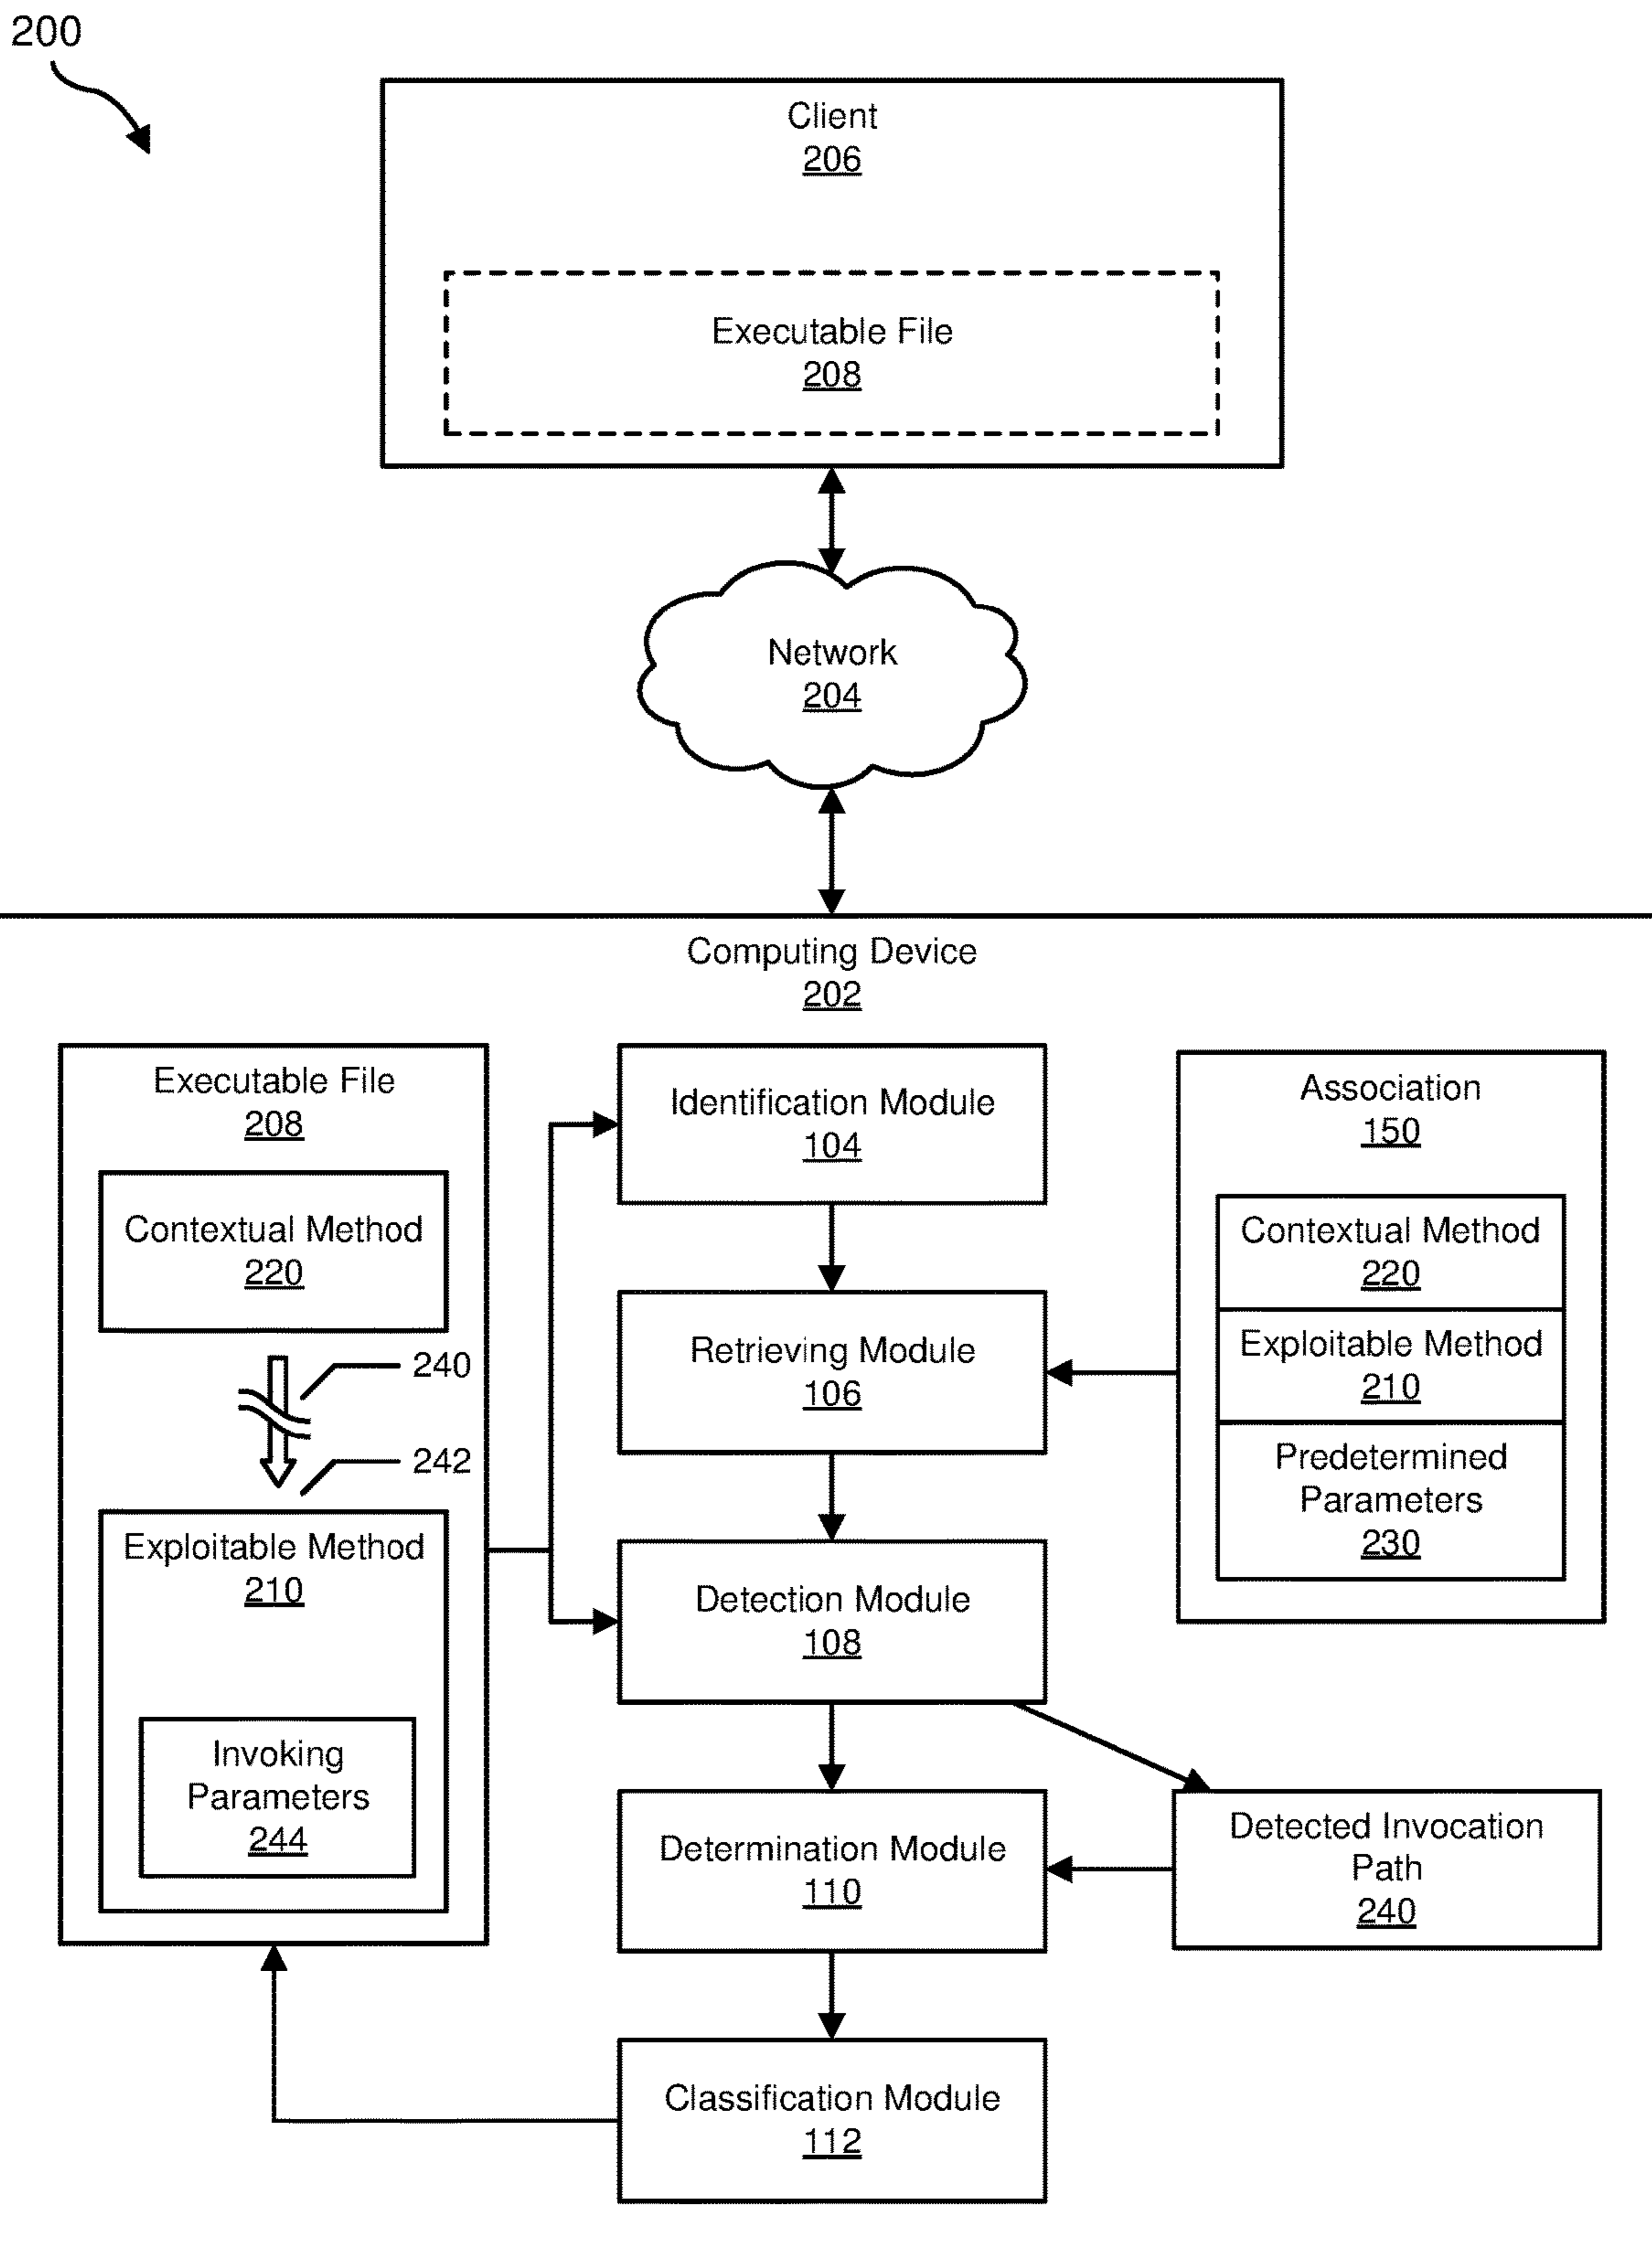 200
Client
206
Executable File
208
Network
204
Computing Device
202
Executable File
208
Contextual Method
220
240
242
Exploitable Method
210
Invoking
Parameters
244
Identification Module
104
Retrieving Module
106
Detection Module
108
Determination Module
110
Classification Module
112
Association
150
Contextual Method
220
Exploitable Method
210
Predetermined
Parameters
230
Detected Invocation
Path
240